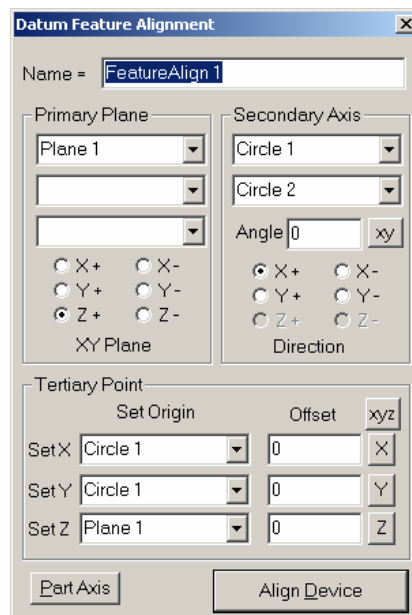 Datum Feature Alignment
Name = FeatureAlign 1
Primary Plane
Plane 1
X+ X-
Y+ Y-
Z+ Z-
XY Plane
Secondary Axis
Circle 1
Circle 2
Angle 0 xy
X+ X-
Y+ Y-
Z+ Z-
Direction
Tertiary Point
Set Origin Offset xyz
Set X Circle 1 0 X
Set Y Circle 1 0 Y
Set Z Plane 1 0 Z
Part Axis Align Device